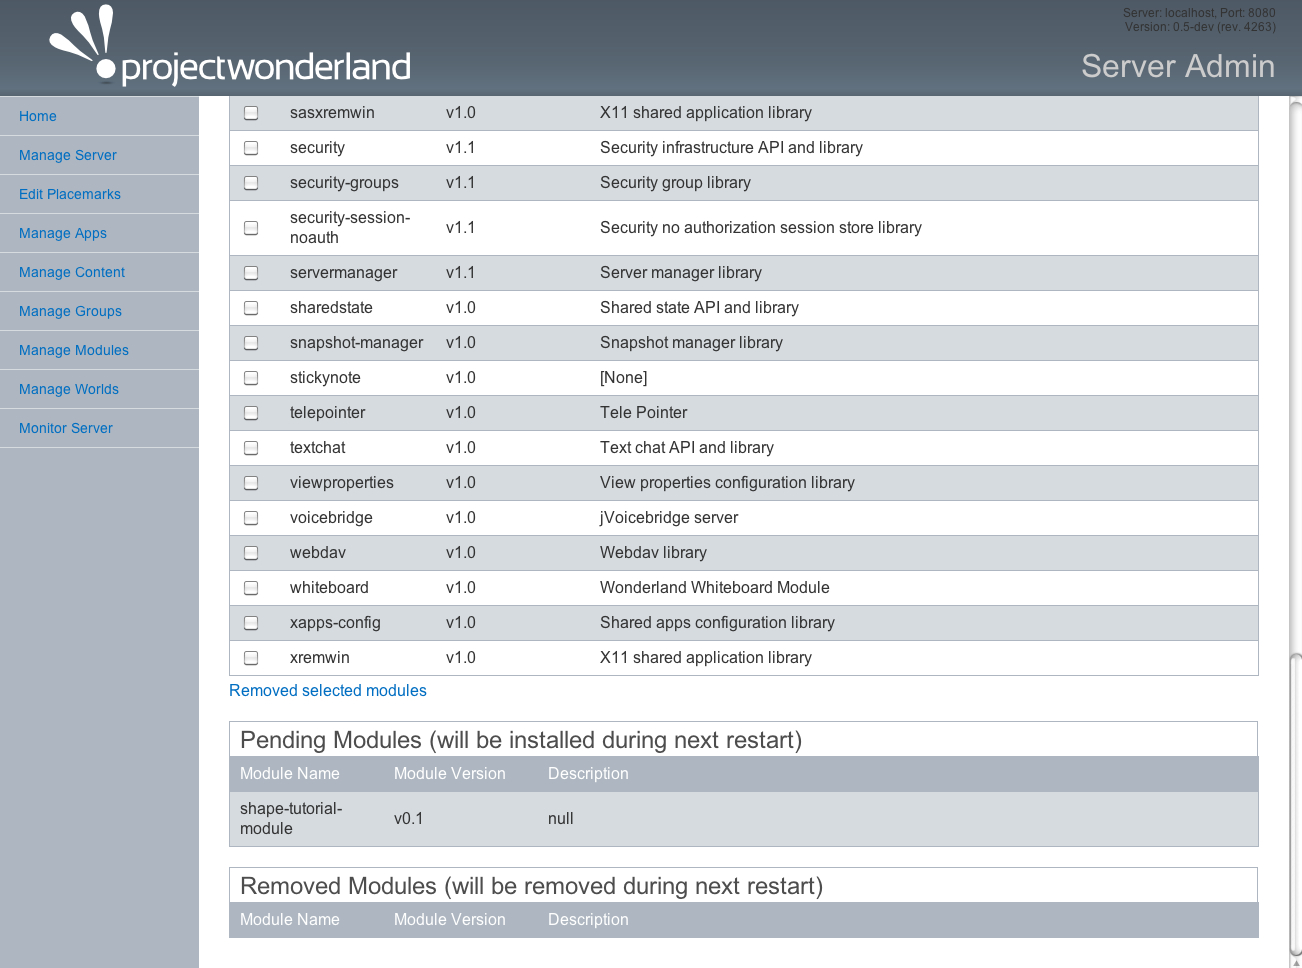 projectwonderland
Server: localhost, Port: 8080
Version: 0.5-dev (rev. 4263)
Server Admin
Home
Manage Server
Edit Placemarks
Manage Apps
Manage Content
Manage Groups
Manage Modules
Manage Worlds
Monitor Server
sasxremwin v1.0 X11 shared application library
security v1.1 Security infrastructure API and library
security-groups v1.1 Security group library
security-session-
noauth v1.1 Security no authorization session store library
servermanager v1.1 Server manager library
sharedstate v1.0 Shared state API and library
snapshot-manager v1.0 Snapshot manager library
stickynote v1.0 [None]
telepointer v1.0 Tele Pointer
textchat v1.0 Text chat API and library
viewproperties v1.0 View properties configuration library
voicebridge v1.0 jVoicebridge server
webdav v1.0 Webdav library
whiteboard v1.0 Wonderland Whiteboard Module
xapps-config v1.0 Shared apps configuration library
xremwin v1.0 X11 shared application library
Removed selected modules
Pending Modules (will be installed during next restart)
Module Name Module Version Description
shape-tutorial-
module v0.1 null
Removed Modules (will be removed during next restart)
Module Name Module Version Description